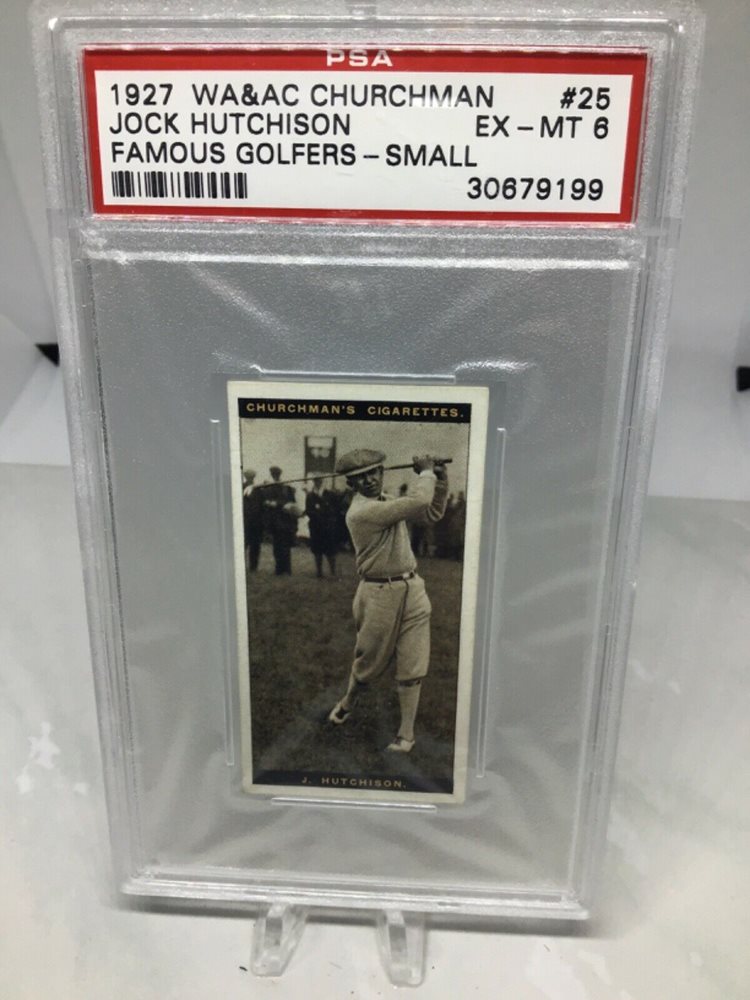 PSA
1927 WA&AC CHURCHMAN #25
JOCK HUTCHISON EX-MT 6
FAMOUS GOLFERS-SMALL
30679199
CHURCHMAN'S CIGARETTES.
J. HUTCHISON.